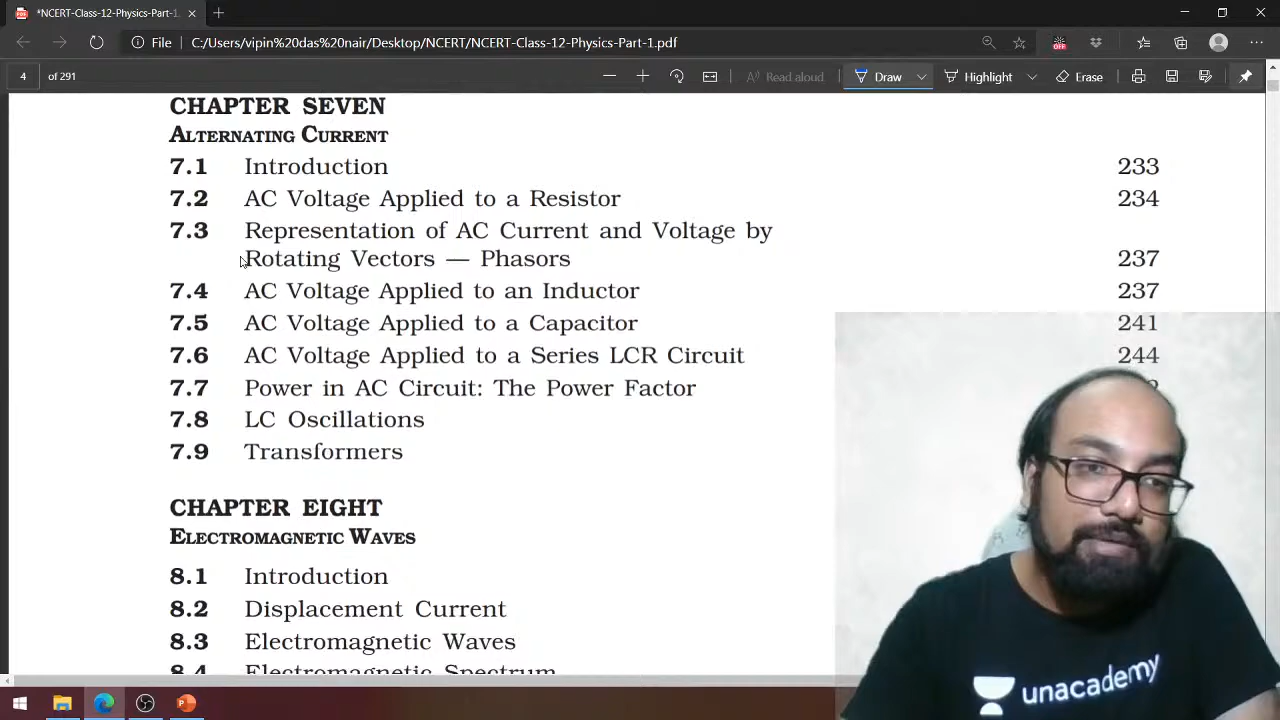 *NCERT-Class-12-Physics-Part-1.
File C:/Users/vipin%20das%20nair/Desktop/NCERT/NCERT-Class-12-Physics-Part-1.pdf
4 of 291 Read aloud Draw Highlight Erase
CHAPTER SEVEN
ALTERNATING CURRENT
7.1 Introduction 233
7.2 AC Voltage Applied to a Resistor 234
7.3 Representation of AC Current and Voltage by
Rotating Vectors — Phasors 237
7.4 AC Voltage Applied to an Inductor 237
7.5 AC Voltage Applied to a Capacitor 241
7.6 AC Voltage Applied to a Series LCR Circuit 244
7.7 Power in AC Circuit: The Power Factor
7.8 LC Oscillations
7.9 Transformers
CHAPTER EIGHT
ELECTROMAGNETIC WAVES
8.1 Introduction
8.2 Displacement Current
8.3 Electromagnetic Waves
8.4 Electromagnetic Spectrum
unacademy